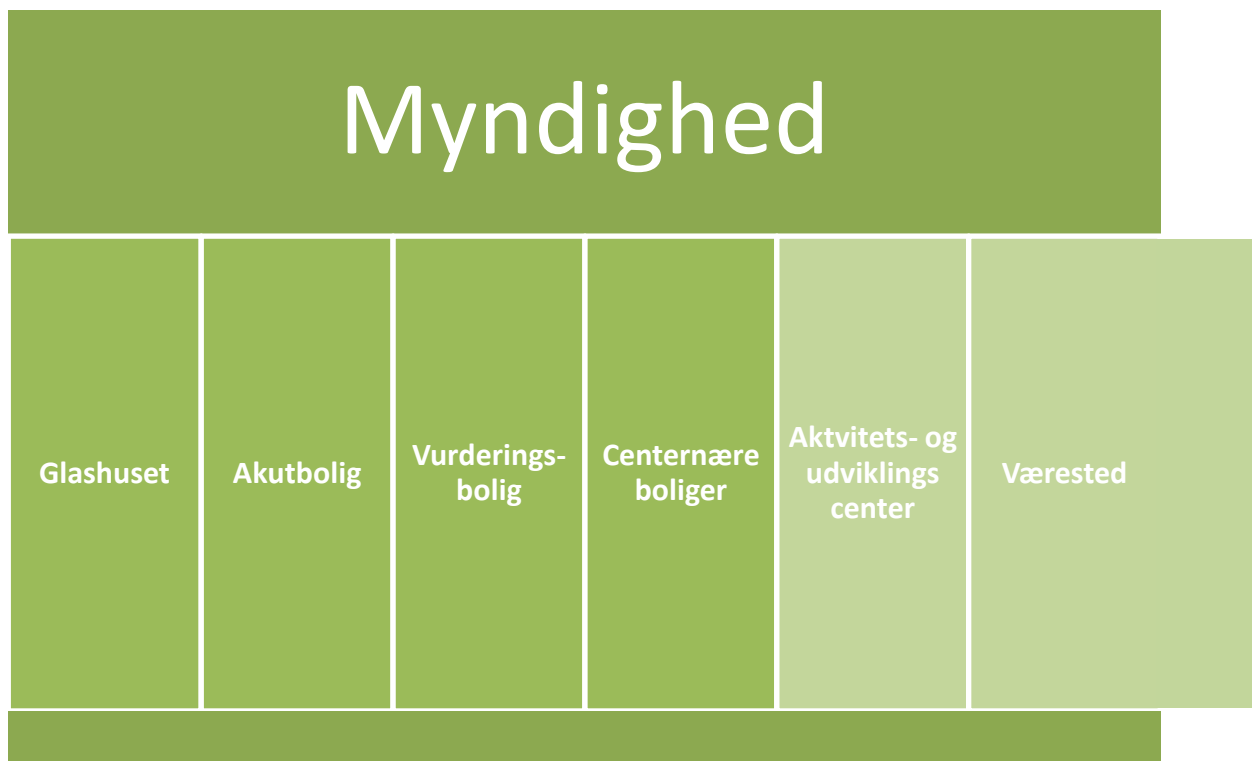 Myndighed
Glashuset
Akutbolig
Vurderings-
bolig
Centernære
boliger
Aktvitets- og
udviklings
center
Værested